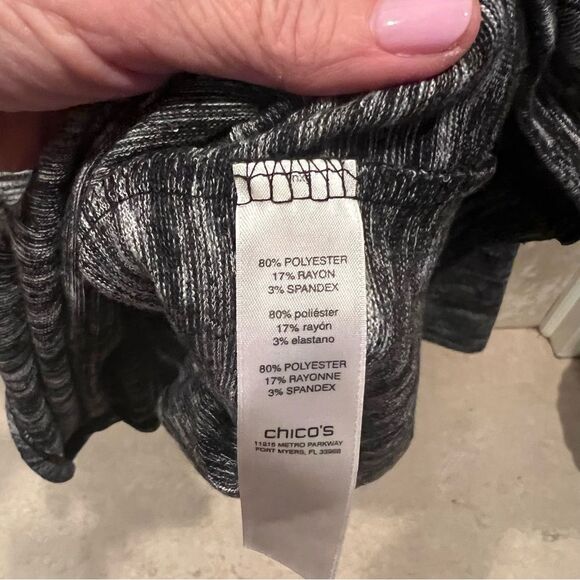 80% POLYESTER
17% RAYON
3% SPANDEX
80% poliéster
17% rayón
3% elastano
80% POLYESTER
17% RAYONNE
3% SPANDEX
chico's
11215 METRO PARKWAY
FORT MYERS, FL 33966